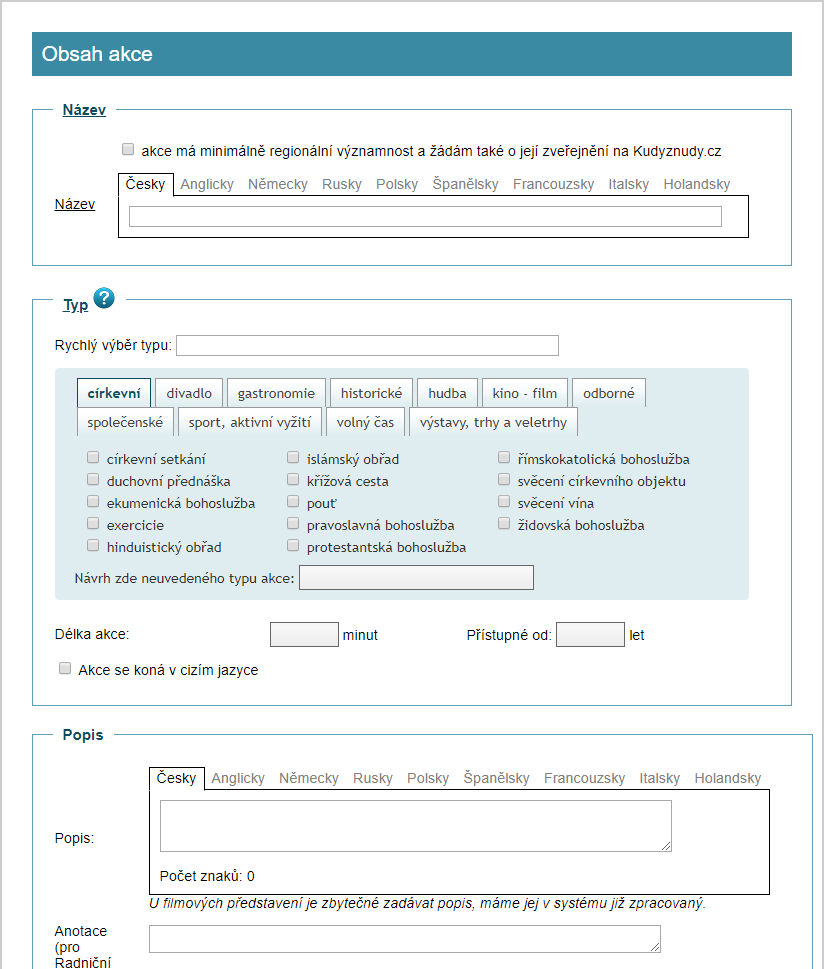 Obsah akce
Název
akce má minimálně regionální významnost a žádám také o její zveřejnění na Kudyznudy.cz
Česky Anglicky Německy Rusky Polsky Španělsky Francouzsky Italsky Holandsky
Název
Typ ?
Rychlý výběr typu:
církevní divadlo gastronomie historické hudba kino - film odborné
společenské sport, aktivní vyžití volný čas výstavy, trhy a veletrhy
církevní setkání islámský obřad římskokatolická bohoslužba
duchovní přednáška křížová cesta svěcení církevního objektu
ekumenická bohoslužba pouť svěcení vína
exercicie pravoslavná bohoslužba židovská bohoslužba
hinduistický obřad protestantská bohoslužba
Návrh zde neuvedeného typu akce:
Délka akce: minut Přístupné od: let
Akce se koná v cizím jazyce
Popis
Česky Anglicky Německy Rusky Polsky Španělsky Francouzsky Italsky Holandsky
Popis:
Počet znaků: 0
U filmových představení je zbytečné zadávat popis, máme jej v systému již zpracovaný.
Anotace
(pro
Radniční